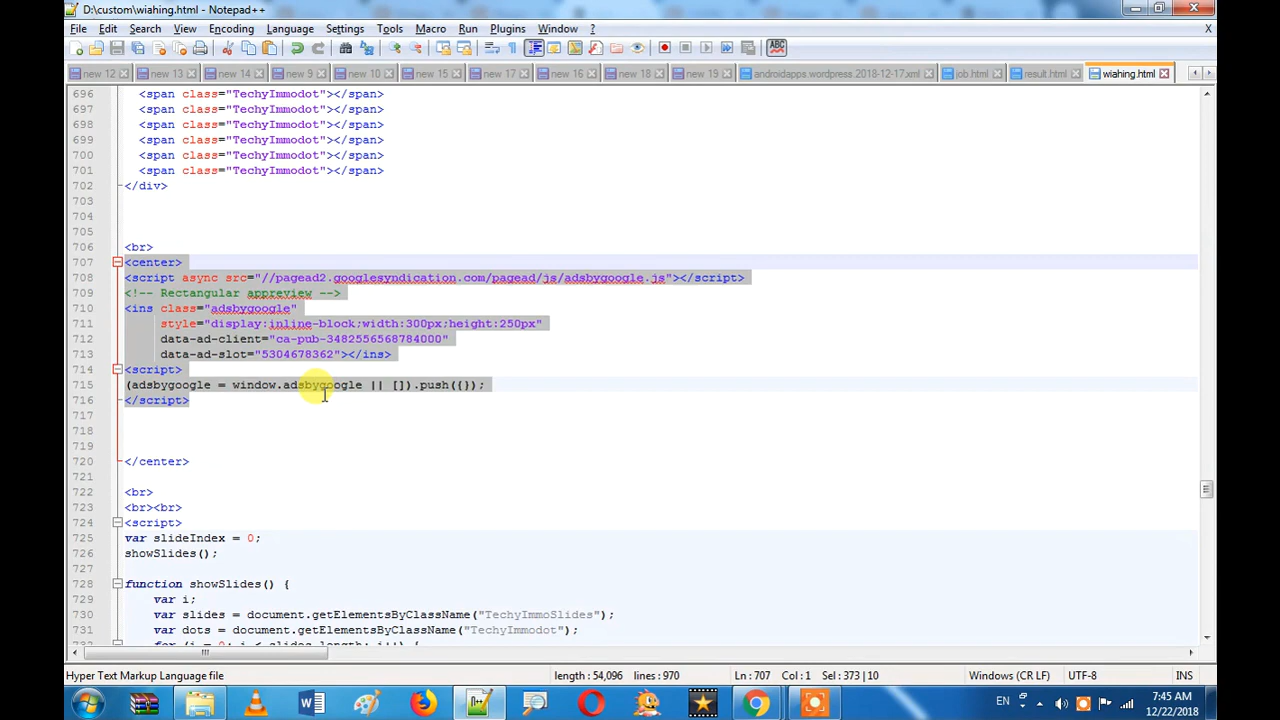 D:\custom\wiahing.html - Notepad++
File Edit Search View Encoding Language Settings Tools Macro Run Plugins Window ? X
new 12 new 13 new 14 new 9 new 10 new 15 new 17 new 16 new 18 new 19 androidapps.wordpress.2018-12-17.xml job.html result.html wiahing.html
696 <span class="TechyImmodot"></span>
697 <span class="TechyImmodot"></span>
698 <span class="TechyImmodot"></span>
699 <span class="TechyImmodot"></span>
700 <span class="TechyImmodot"></span>
701 <span class="TechyImmodot"></span>
702 </div>
703
704
705
706 <br>
707 <center>
708 <script async src="//pagead2.googlesyndication.com/pagead/js/adsbygoogle.js"></script>
709 <!-- Rectangular appreview -->
710 <ins class="adsbygoogle"
711 style="display:inline-block;width:300px;height:250px"
712 data-ad-client="ca-pub-3482556568784000"
713 data-ad-slot="5304678362"></ins>
714 <script>
715 (adsbygoogle = window.adsbygoogle || []).push({});
716 </script>
717
718
719
720 </center>
721
722 <br>
723 <br><br>
724 <script>
725 var slideIndex = 0;
726 showSlides();
727
728 function showSlides() {
729 var i;
730 var slides = document.getElementsByClassName("TechyImmoSlides");
731 var dots = document.getElementsByClassName("TechyImmodot");
Hyper Text Markup Language file length : 54,096 lines : 970 Ln : 707 Col : 1 Sel : 373 | 10 Windows (CR LF) UTF-8 INS
EN 7:45 AM
12/22/2018